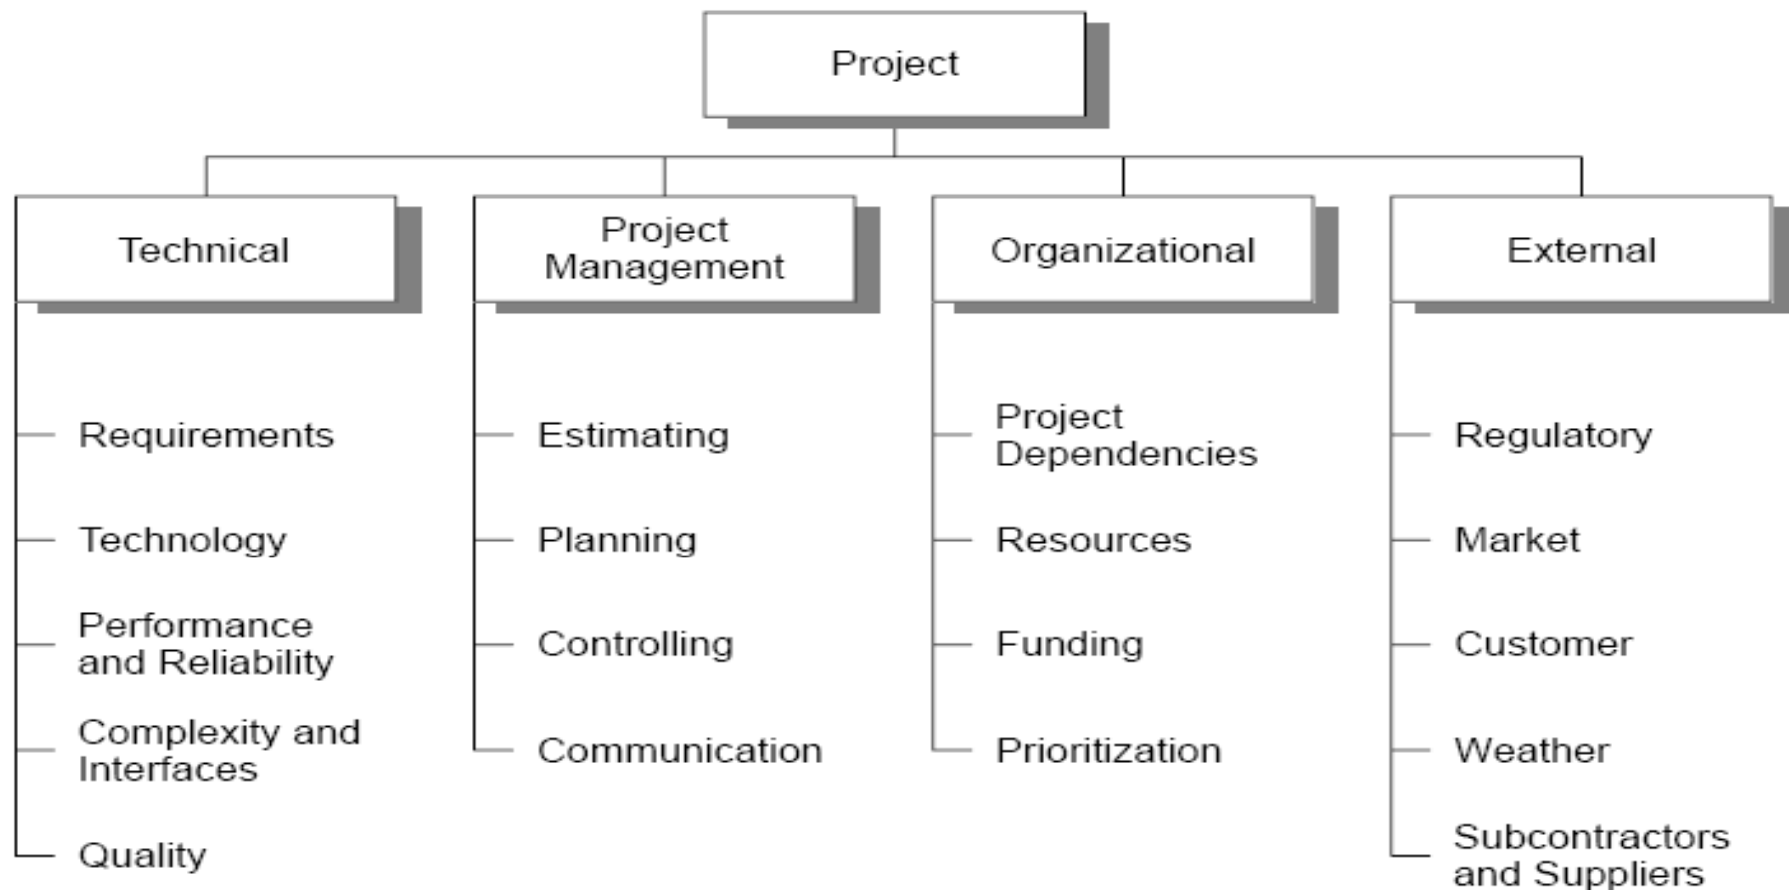 Project
Technical
Project
Management
Organizational
External
Requirements
Technology
Performance
and Reliability
Complexity and
Interfaces
Quality
Estimating
Planning
Controlling
Communication
Project
Dependencies
Resources
Funding
Prioritization
Regulatory
Market
Customer
Weather
Subcontractors
and Suppliers